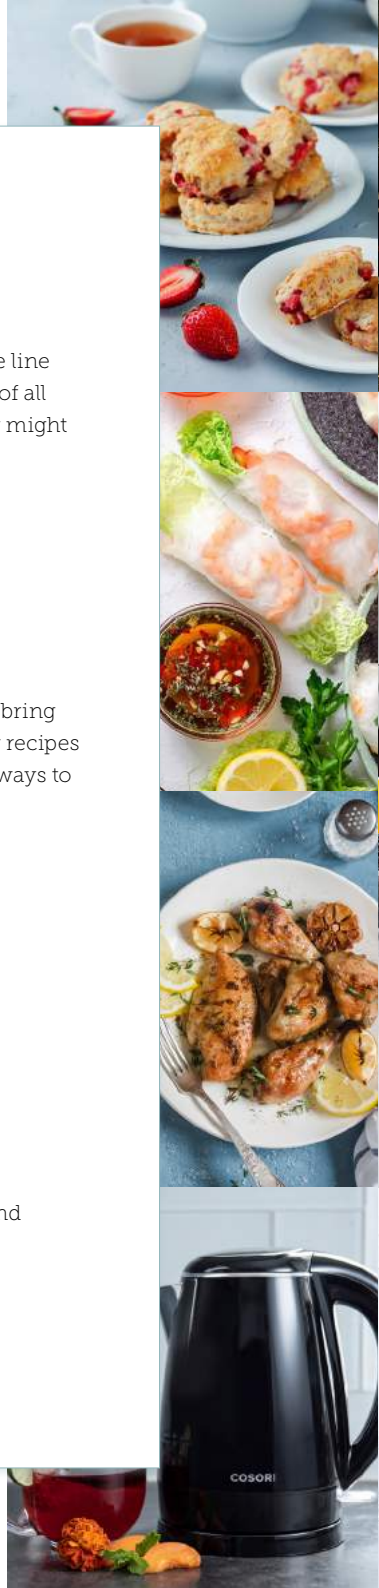 e line
of all
might
bring
recipes
ways to
nd
COSORI